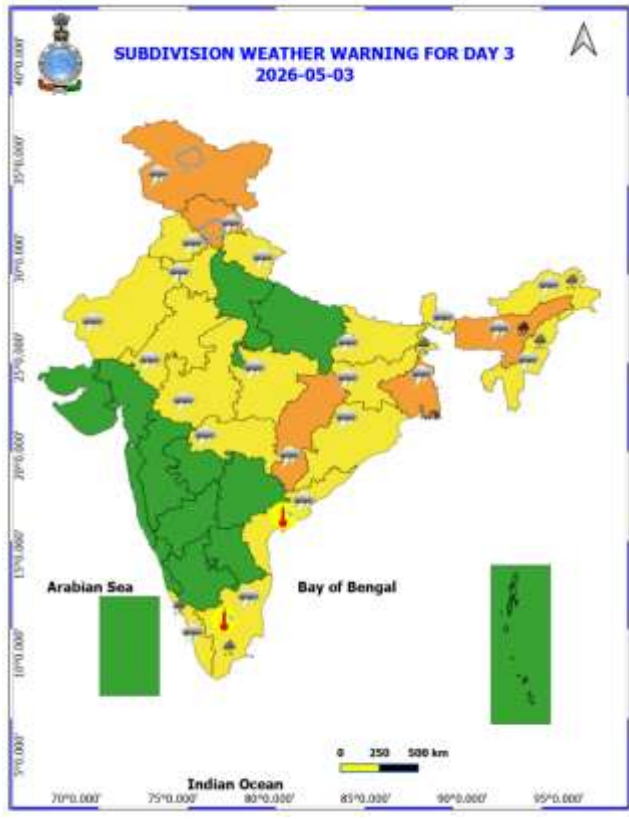 SUBDIVISION WEATHER WARNING FOR DAY 3
2026-05-03
40°0.000'
35°0.000'
30°0.000'
25°0.000'
20°0.000'
15°0.000'
10°0.000'
5°0.000'
Arabian Sea
Bay of Bengal
0 250 500 km
Indian Ocean
70°0.000' 75°0.000' 80°0.000' 85°0.000' 90°0.000' 95°0.000'